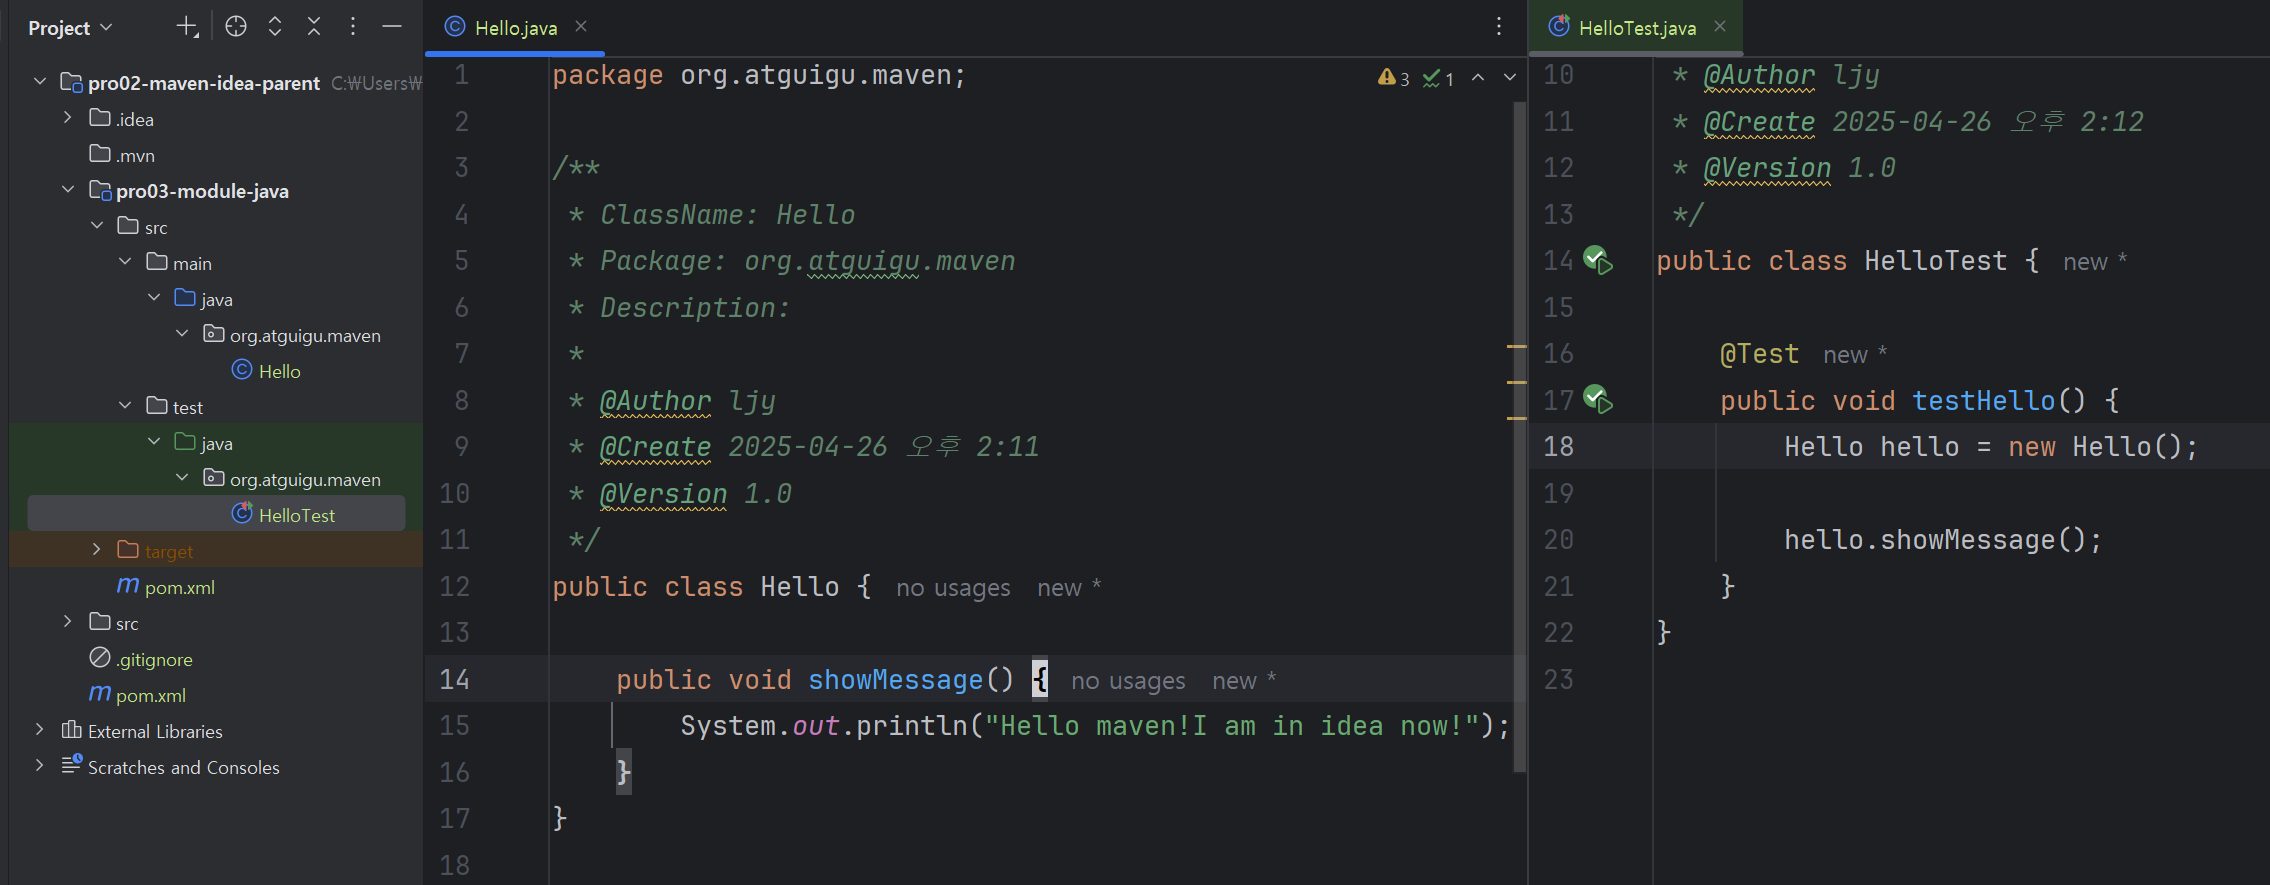 Project
pro02-maven-idea-parent C:₩Users₩
.idea
.mvn
pro03-module-java
src
main
java
org.atguigu.maven
Hello
test
java
org.atguigu.maven
HelloTest
target
pom.xml
src
.gitignore
pom.xml
External Libraries
Scratches and Consoles
Hello.java
3 1
1 package org.atguigu.maven;
2
3 /**
4 * ClassName: Hello
5 * Package: org.atguigu.maven
6 * Description:
7 *
8 * @Author ljy
9 * @Create 2025-04-26 오후 2:11
10 * @Version 1.0
11 */
12 public class Hello { no usages new *
13
14 public void showMessage() { no usages new *
15 System.out.println("Hello maven!I am in idea now!");
16 }
17 }
18
HelloTest.java
10 * @Author ljy
11 * @Create 2025-04-26 오후 2:12
12 * @Version 1.0
13 */
14 public class HelloTest { new *
15
16 @Test new *
17 public void testHello() {
18 Hello hello = new Hello();
19
20 hello.showMessage();
21 }
22 }
23